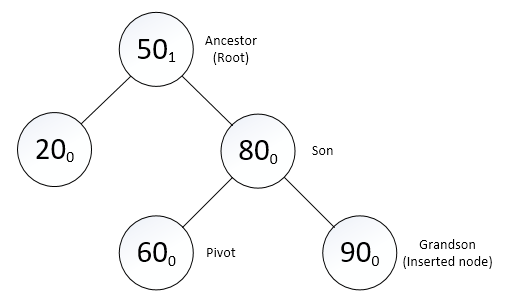 50₁
Ancestor
(Root)
20₀
80₀
Son
60₀
Pivot
90₀
Grandson
(Inserted node)